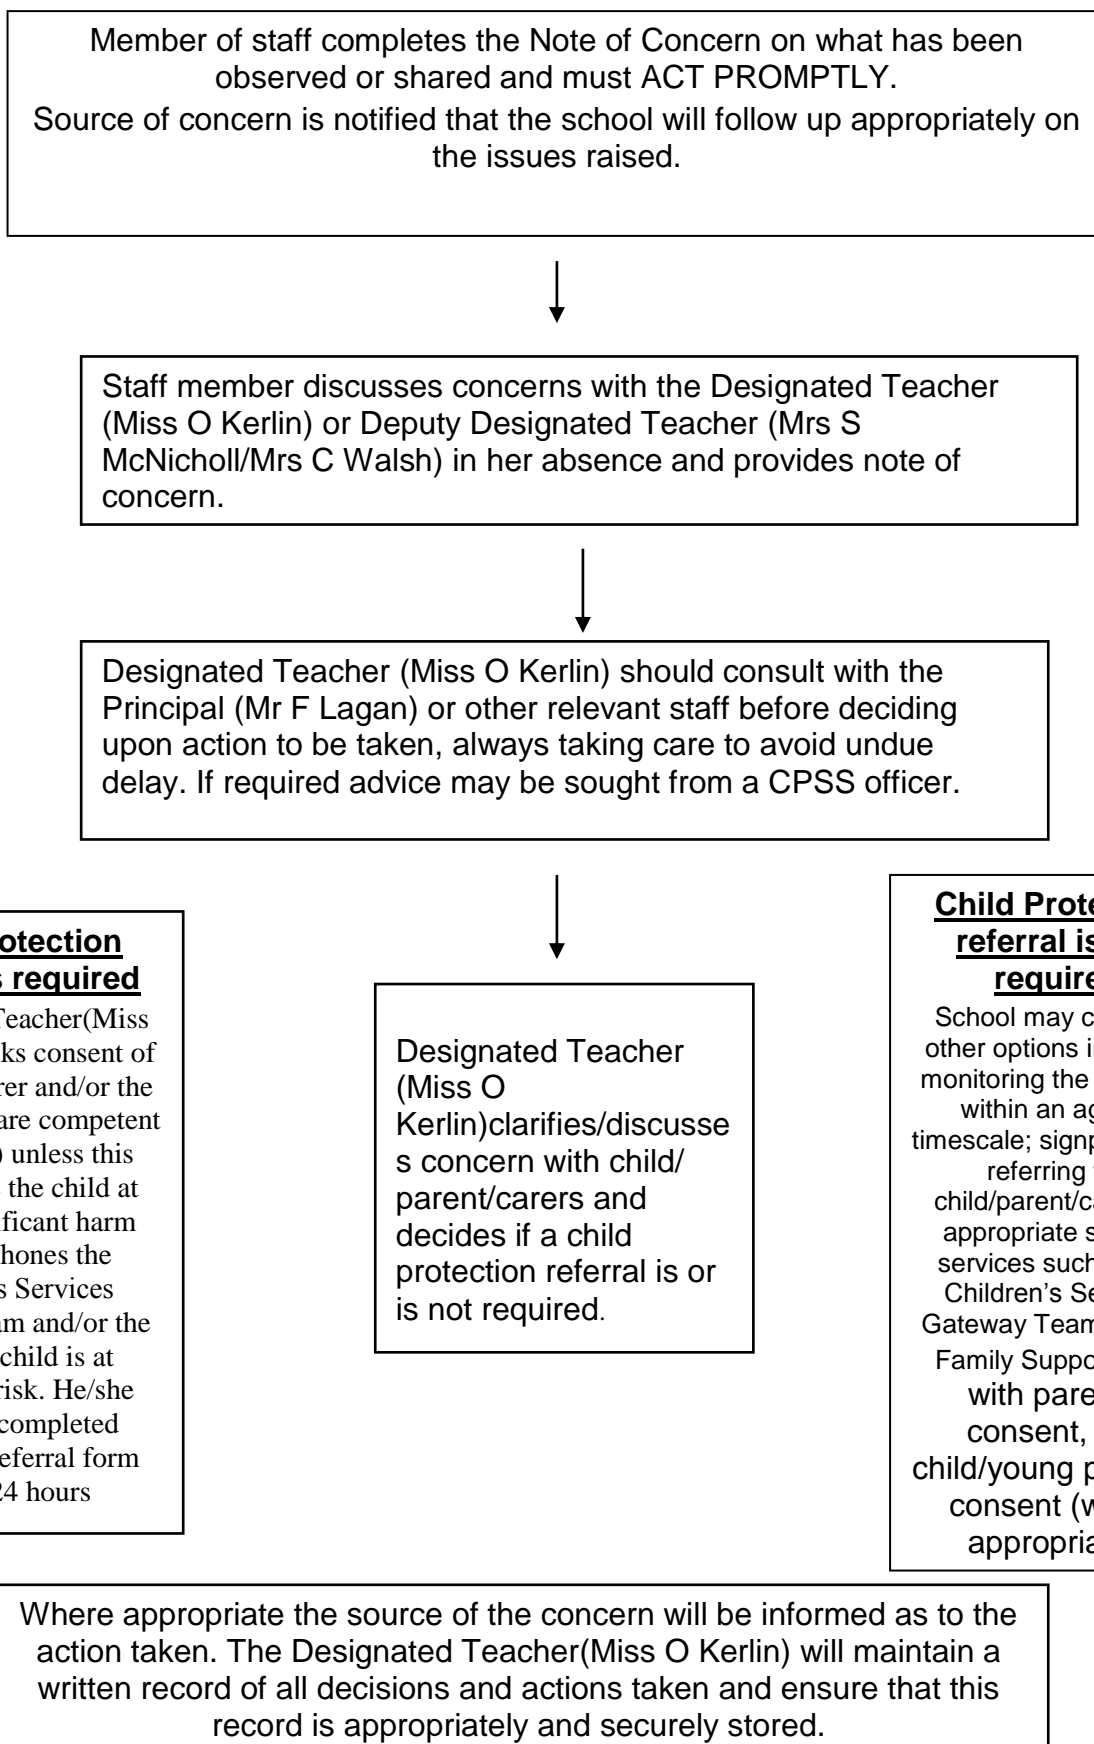 Member of staff completes the Note of Concern on what has been
observed or shared and must ACT PROMPTLY.
Source of concern is notified that the school will follow up appropriately on
the issues raised.
Staff member discusses concerns with the Designated Teacher
(Miss O Kerlin) or Deputy Designated Teacher (Mrs S
McNicholl/Mrs C Walsh) in her absence and provides note of
concern.
Designated Teacher (Miss O Kerlin) should consult with the
Principal (Mr F Lagan) or other relevant staff before deciding
upon action to be taken, always taking care to avoid undue
delay. If required advice may be sought from a CPSS officer.
otection
s required
Teacher(Miss
ks consent of
rer and/or the
are competent
) unless this
the child at
ificant harm
hones the
s Services
am and/or the
child is at
risk. He/she
completed
eferral form
24 hours
Designated Teacher
(Miss O
Kerlin)clarifies/discusse
s concern with child/
parent/carers and
decides if a child
protection referral is or
is not required.
Child Prote
referral is
require
School may c
other options i
monitoring the
within an ag
timescale; signp
referring
child/parent/ca
appropriate s
services such
Children's Se
Gateway Team
Family Suppo
with pare
consent,
child/young p
consent (w
appropria
Where appropriate the source of the concern will be informed as to the
action taken. The Designated Teacher(Miss O Kerlin) will maintain a
written record of all decisions and actions taken and ensure that this
record is appropriately and securely stored.